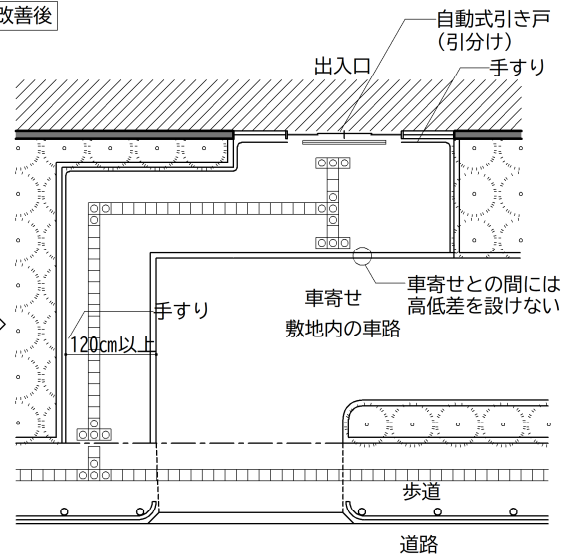 改善後
自動式引き戸
(引分け)
出入口
手すり
車寄せとの間には
高低差を設けない
車寄せ
敷地内の車路
手すり
120cm以上
歩道
道路